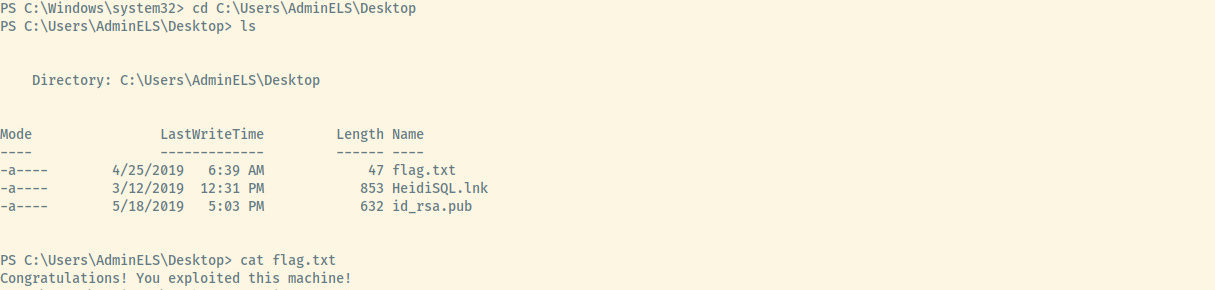 PS C:\Windows\system32> cd C:\Users\AdminELS\Desktop
PS C:\Users\AdminELS\Desktop> ls
Directory: C:\Users\AdminELS\Desktop
Mode LastWriteTime Length Name
---- ------------- ------ ----
-a---- 4/25/2019 6:39 AM 47 flag.txt
-a---- 3/12/2019 12:31 PM 853 HeidiSQL.lnk
-a---- 5/18/2019 5:03 PM 632 id_rsa.pub
PS C:\Users\AdminELS\Desktop> cat flag.txt
Congratulations! You exploited this machine!